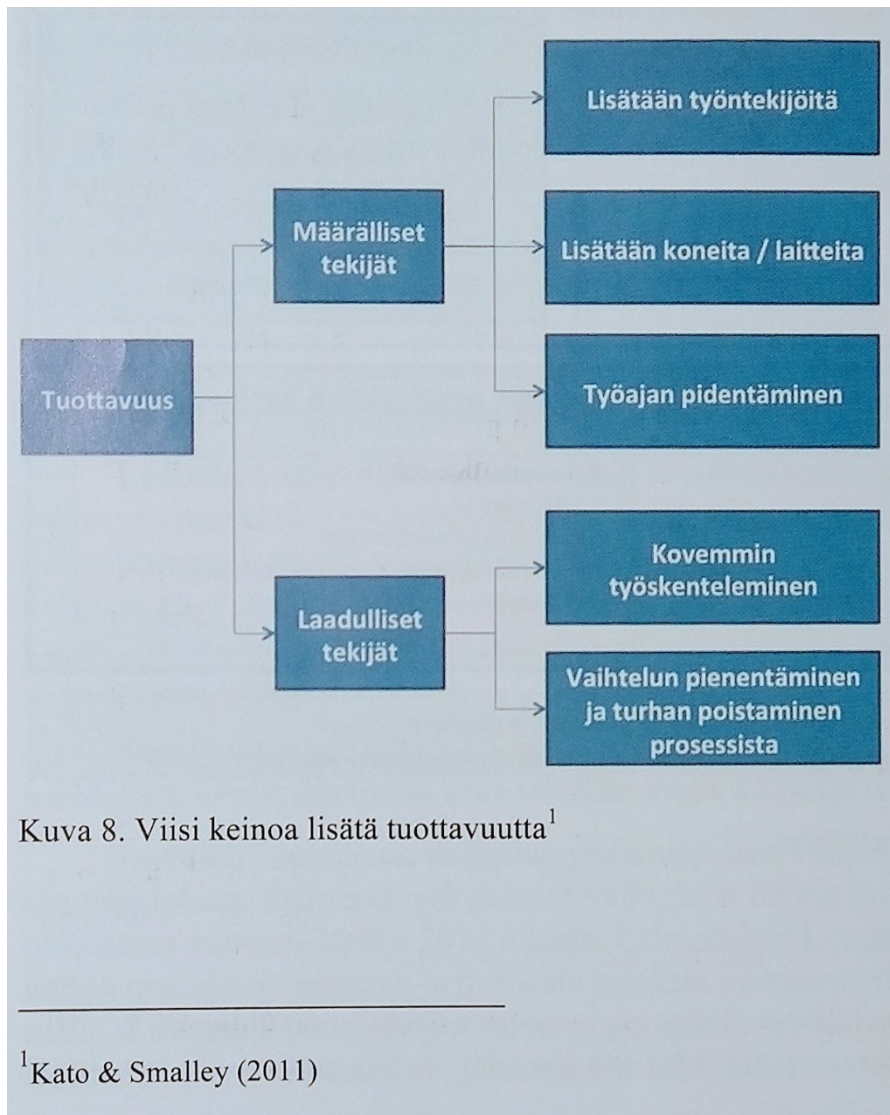 Lisätään työntekijöitä
Määrälliset
tekijät
Lisätään koneita / laitteita
Tuottavuus
Työajan pidentäminen
Kovemmin
työskenteleminen
Laadulliset
tekijät
Vaihtelun pienentäminen
ja turhan poistaminen
prosessista
Kuva 8. Viisi keinoa lisätä tuottavuutta1
1Kato & Smalley (2011)